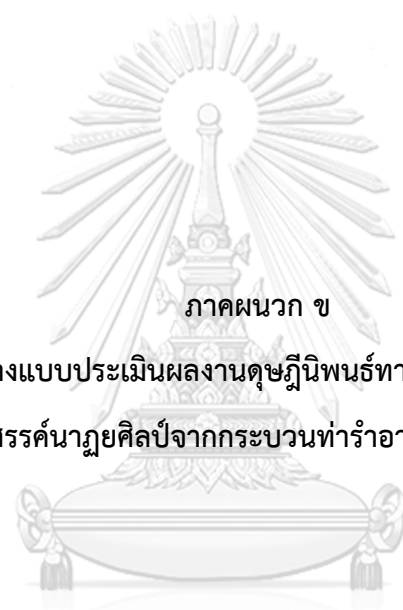 ภาคผนวก ข
งแบบประเมินผลงานดุษฎีนิพนธ์ทา
สรรค์นาฏยศิลป์จากกระบวนท่ารำอา